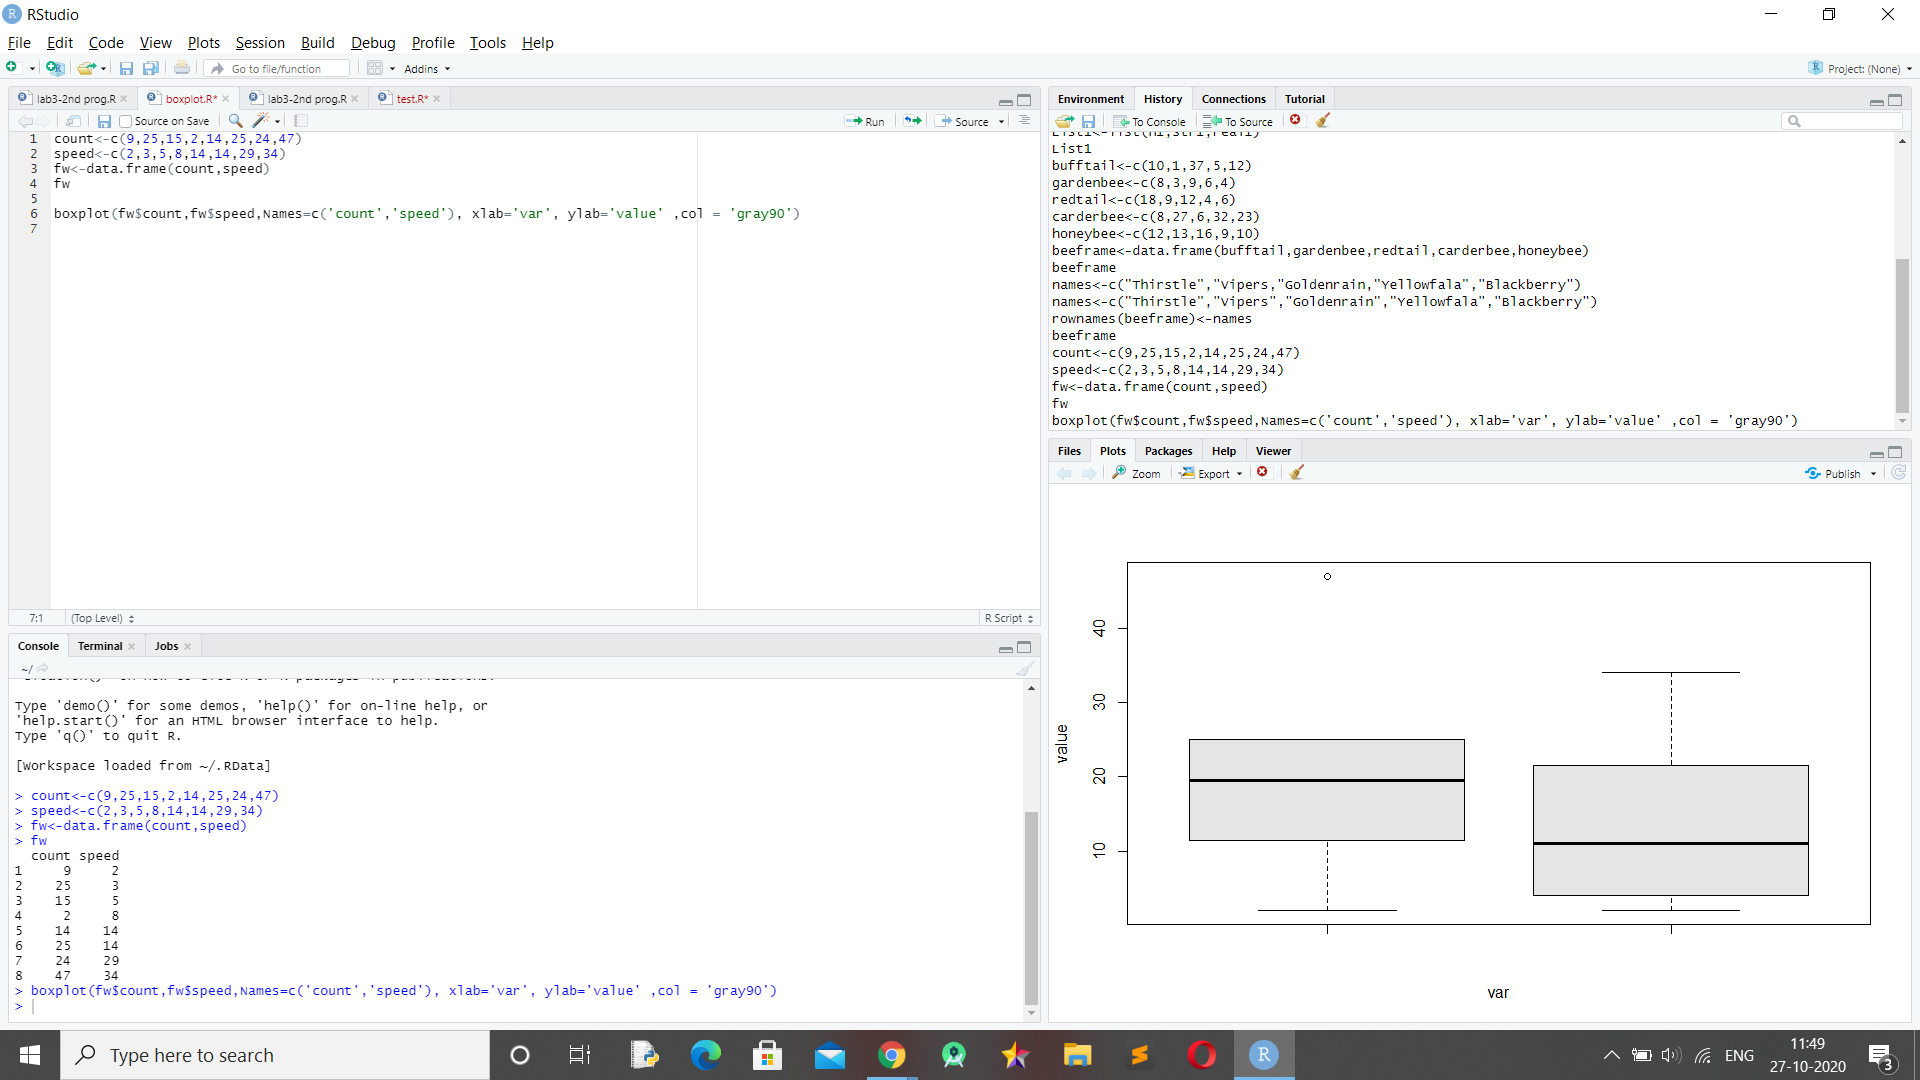 RStudio
File Edit Code View Plots Session Build Debug Profile Tools Help
Go to file/function Addins Project: (None)
lab3-2nd prog.R boxplot.R* lab3-2nd prog.R test.R*
Source on Save Run Source
1 count<-c(9,25,15,2,14,25,24,47)
2 speed<-c(2,3,5,8,14,14,29,34)
3 fw<-data.frame(count,speed)
4 fw
5
6 boxplot(fw$count,fw$speed,Names=c('count','speed'), xlab='var', ylab='value' ,col = 'gray90')
7
7:1 (Top Level) R Script
Console Terminal Jobs
~/
Type 'demo()' for some demos, 'help()' for on-line help, or
'help.start()' for an HTML browser interface to help.
Type 'q()' to quit R.
[Workspace loaded from ~/.RData]
> count<-c(9,25,15,2,14,25,24,47)
> speed<-c(2,3,5,8,14,14,29,34)
> fw<-data.frame(count,speed)
> fw
count speed
1 9 2
2 25 3
3 15 5
4 2 8
5 14 14
6 25 14
7 24 29
8 47 34
> boxplot(fw$count,fw$speed,Names=c('count','speed'), xlab='var', ylab='value' ,col = 'gray90')
>
Environment History Connections Tutorial
To Console To Source
List1
bufftail<-c(10,1,37,5,12)
gardenbee<-c(8,3,9,6,4)
redtail<-c(18,9,12,4,6)
carderbee<-c(8,27,6,32,23)
honeybee<-c(12,13,16,9,10)
beeframe<-data.frame(bufftail,gardenbee,redtail,carderbee,honeybee)
beeframe
names<-c("Thirstle","Vipers,"Goldenrain,"Yellowfala","Blackberry")
names<-c("Thirstle","Vipers","Goldenrain","Yellowfala","Blackberry")
rownames(beeframe)<-names
beeframe
count<-c(9,25,15,2,14,25,24,47)
speed<-c(2,3,5,8,14,14,29,34)
fw<-data.frame(count,speed)
fw
boxplot(fw$count,fw$speed,Names=c('count','speed'), xlab='var', ylab='value' ,col = 'gray90')
Files Plots Packages Help Viewer
Zoom Export Publish
40
30
20
10
value
var
Type here to search
R
ENG
11:49
27-10-2020
3